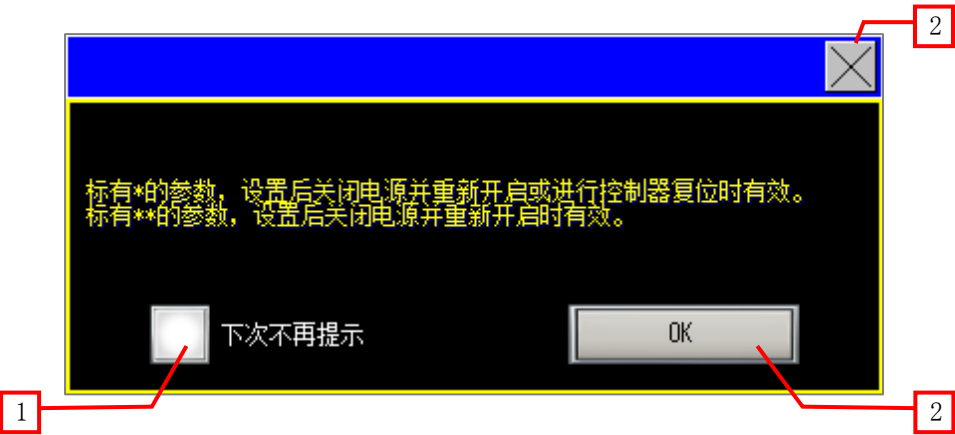 2
标有*的参数，设置后关闭电源并重新开启或进行控制器复位时有效。
标有**的参数，设置后关闭电源并重新开启时有效。
下次不再提示
OK
1
2